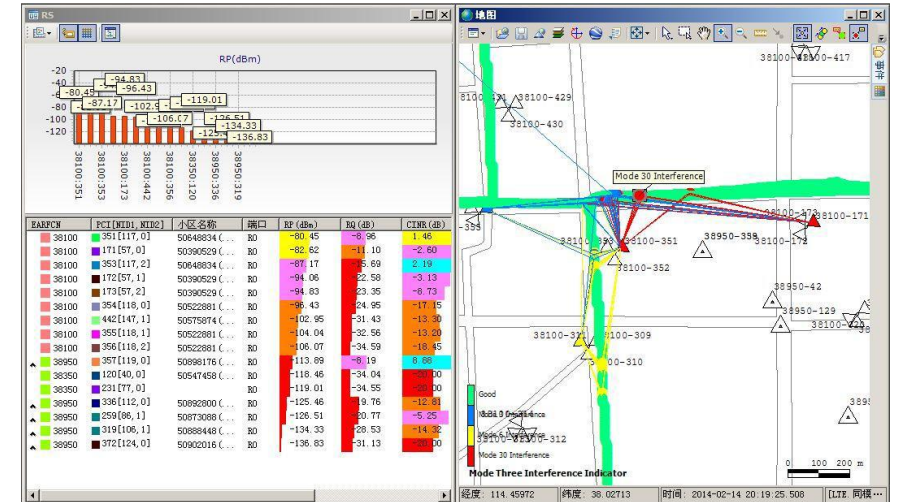 RS
RP(dBm)
-20
-40
-80
-100
-120
-94.83
-80.45
-96.43
-87.17
-119.01
-106.07
-134.33
-136.83
38100:351
38100:353
38100:173
38100:442
38100:356
38350:120
38950:336
38950:319
EARFCN PCI[NID1, NID2] 小区名称 端口 RP(dBm) RQ(dB) CINR(dB)
38100 351[117,0] 50648834(... R0 -80.45 -8.96 1.46
38100 171[57,0] 50390529(... R0 -82.62 -11.10 -2.60
38100 353[117,2] 50648834(... R0 -87.17 -15.69 2.19
38100 172[57,1] 50390529(... R0 -94.06 -22.58 -3.13
38100 173[57,2] 50390529(... R0 -94.83 -23.35 -8.73
38100 354[118,0] 50522881(... R0 -96.43 -24.95 -17.15
38100 442[147,1] 50575874(... R0 -102.95 -31.43 -13.30
38100 355[118,1] 50522881(... R0 -104.04 -32.56 -13.20
38100 356[118,2] 50522881(... R0 -106.07 -34.59 -18.45
38950 357[119,0] 50898176(... R0 -113.89 -8.19 8.88
38350 120[40,0] 50547458(... R0 -118.46 -34.04 -20.00
38350 231[77,0] R0 -119.01 -34.55 -20.00
38950 336[112,0] 50892800(... R0 -125.46 -19.76 -12.81
38950 259[86,1] 50873088(... R0 -126.51 -20.77 -5.25
38950 319[106,1] 50888448(... R0 -134.33 -28.53 -14.32
38950 372[124,0] 50902016(... R0 -136.83 -31.13 -20.00
地图
38100-417
38100-429
38100-430
Mode 30 Interference
38100-171
38100-351
38950-359
38100-172
38100-352
38950-42
38950-129
38100-309
Good
Mode 30 Interference
Mode Three Interference Indicator
0 100 200 m
经度: 114.45972 纬度: 38.02713 时间: 2014-02-14 20:19:25.508 [LTE 同模...